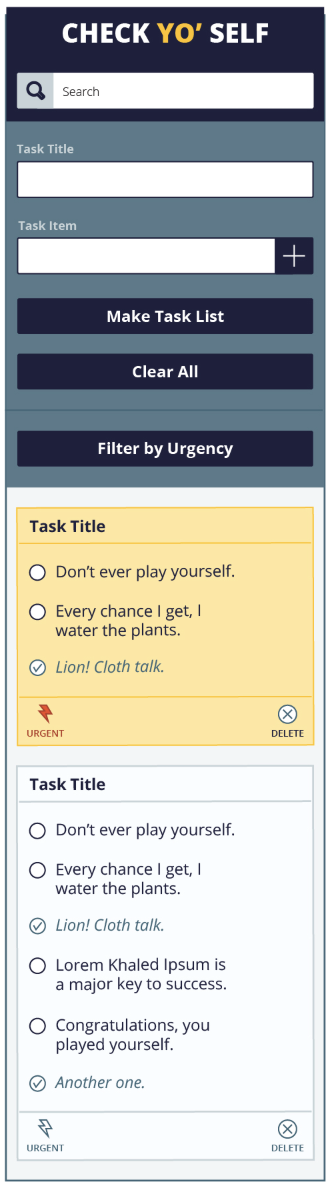 CHECK YO’ SELF
Search
Task Title
Task Item
Make Task List
Clear All
Filter by Urgency
Task Title
Don’t ever play yourself.
Every chance I get, I
water the plants.
Lion! Cloth talk.
URGENT
DELETE
Task Title
Don’t ever play yourself.
Every chance I get, I
water the plants.
Lion! Cloth talk.
Lorem Khaled Ipsum is
a major key to success.
Congratulations, you
played yourself.
Another one.
URGENT
DELETE